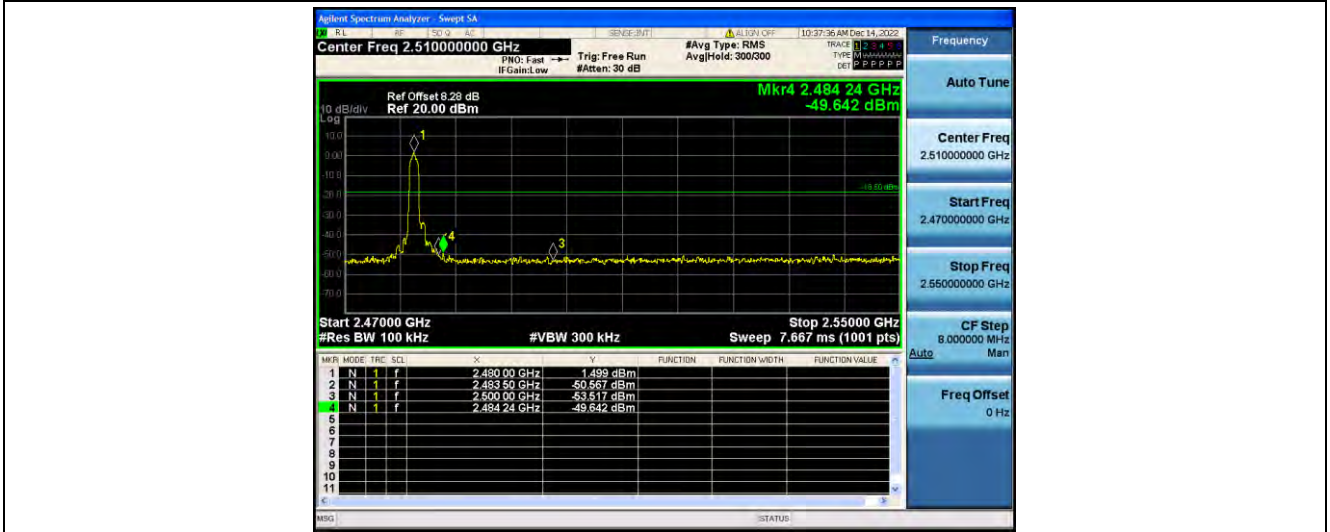 Agilent Spectrum Analyzer - Swept SA
RL RF 50 Ω AC SENSE:INT ALIGN OFF 10:37:36 AM Dec 14, 2022
Center Freq 2.510000000 GHz #Avg Type: RMS TRACE 1 2 3 4 5 6
PNO: Fast Trig: Free Run Avg|Hold: 300/300 TYPE
IFGain:Low #Atten: 30 dB DET P P P P P P
Mkr4 2.484 24 GHz
-49.642 dBm
Ref Offset 8.28 dB
10 dB/div Ref 20.00 dBm
Log
10.0
0.00
-10.0
-20.0
-30.0
-40.0
-50.0
-60.0
-70.0
1
4
3
Start 2.47000 GHz Stop 2.55000 GHz
#Res BW 100 kHz #VBW 300 kHz Sweep 7.667 ms (1001 pts)
MKR MODE TRC SCL X Y FUNCTION FUNCTION WIDTH FUNCTION VALUE
1 N 1 f 2.480 00 GHz 1.499 dBm
2 N 1 f 2.483 50 GHz -50.567 dBm
3 N 1 f 2.500 00 GHz -53.517 dBm
4 N 1 f 2.484 24 GHz -49.642 dBm
5
6
7
8
9
10
11
MSG STATUS
Frequency
Auto Tune
Center Freq
2.510000000 GHz
Start Freq
2.470000000 GHz
Stop Freq
2.550000000 GHz
CF Step
8.000000 MHz
Auto Man
Freq Offset
0 Hz